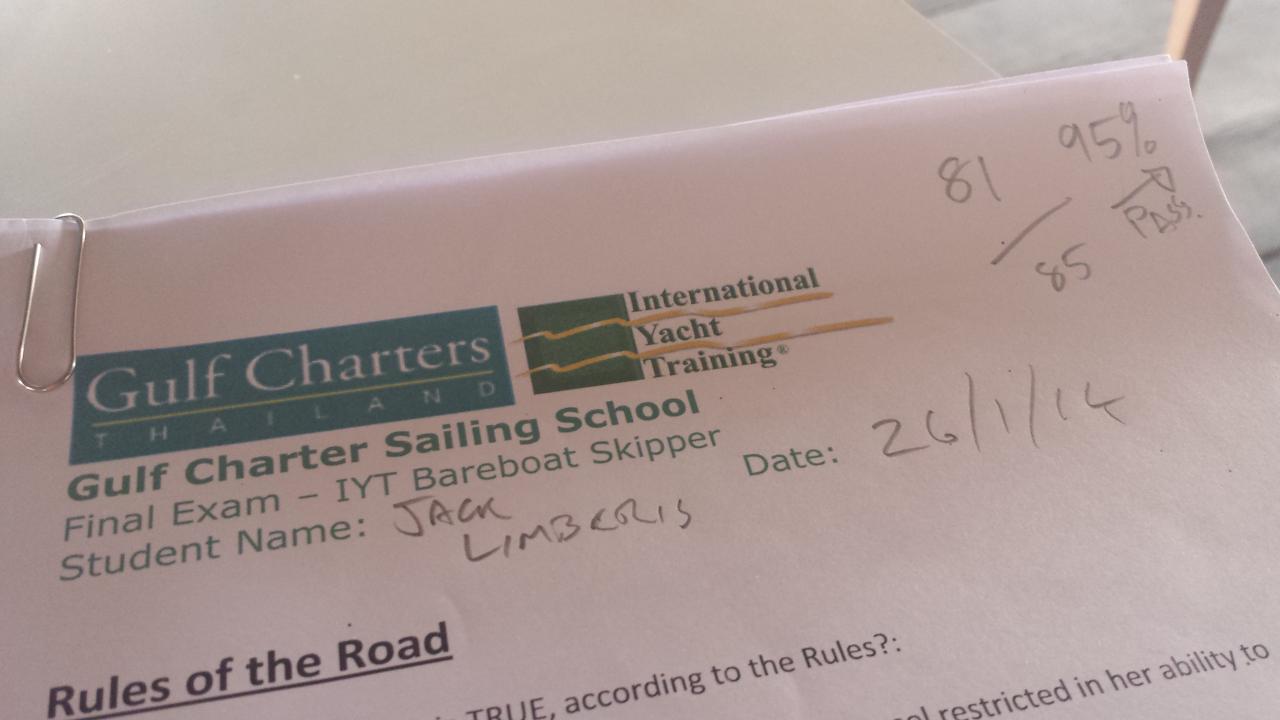 81 / 85
95%
PASS.
Gulf Charters
THAILAND
International
Yacht
Training®
Gulf Charter Sailing School
Final Exam – IYT Bareboat Skipper
Student Name: JACK
LIMBERIS
Date: 26/1/14
Rules of the Road
TRUE, according to the Rules?:
restricted in her ability to